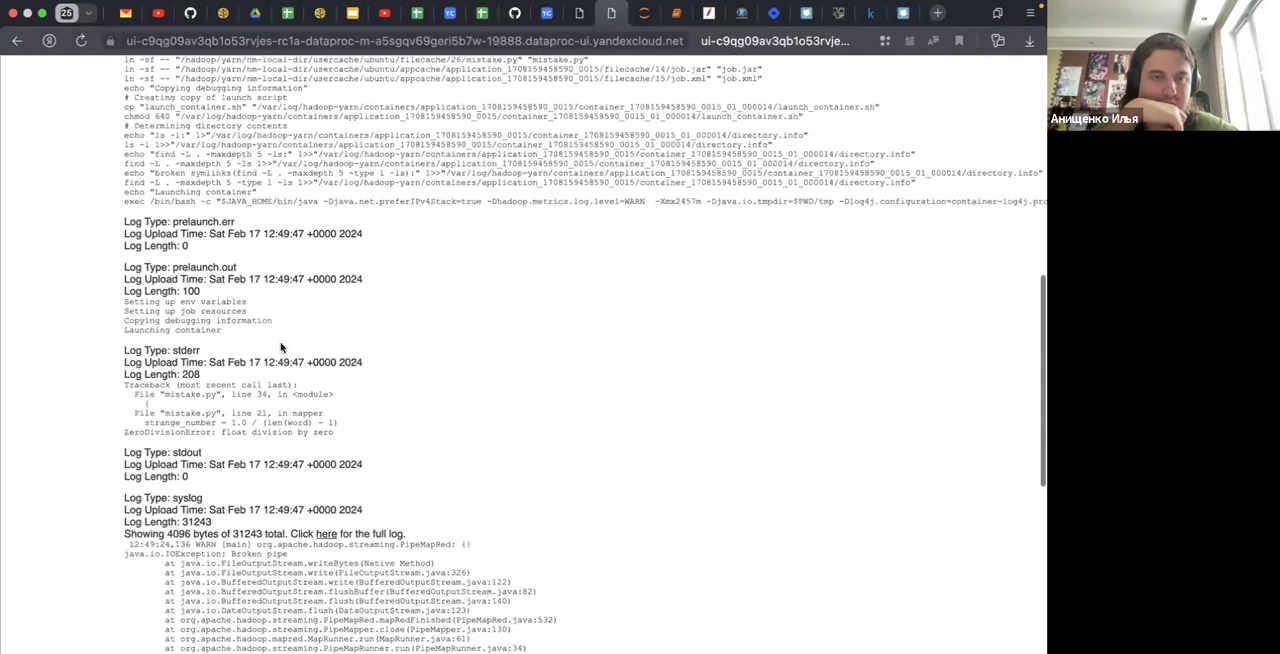 25
ui-c9qg09av3qb1o53rvjes-rc1a-dataproc-m-a5sgqv69geri5b7w-19888.dataproc-ui.yandexcloud.net
ui-c9qg09av3qb1o53rvje...
ln -sf -- "/hadoop/yarn/nm-local-dir/usercache/ubuntu/filecache/26/mistake.py" "mistake.py"
ln -sf -- "/hadoop/yarn/nm-local-dir/usercache/ubuntu/appcache/application_1708159458590_0015/filecache/14/job.jar" "job.jar"
ln -sf -- "/hadoop/yarn/nm-local-dir/usercache/ubuntu/appcache/application_1708159458590_0015/filecache/15/job.xml" "job.xml"
echo "Copying debugging information"
# Creating copy of launch script
cp "launch_container.sh" "/var/log/hadoop-yarn/containers/application_1708159458590_0015/container_1708159458590_0015_01_000014/launch_container.sh"
chmod 640 "/var/log/hadoop-yarn/containers/application_1708159458590_0015/container_1708159458590_0015_01_000014/launch_container.sh"
# Determining directory contents
echo "ls -l:" 1>"/var/log/hadoop-yarn/containers/application_1708159458590_0015/container_1708159458590_0015_01_000014/directory.info"
ls -l 1>>"/var/log/hadoop-yarn/containers/application_1708159458590_0015/container_1708159458590_0015_01_000014/directory.info"
echo "find -L . -maxdepth 5 -ls:" 1>>"/var/log/hadoop-yarn/containers/application_1708159458590_0015/container_1708159458590_0015_01_000014/directory.info"
find -L . -maxdepth 5 -ls 1>>"/var/log/hadoop-yarn/containers/application_1708159458590_0015/container_1708159458590_0015_01_000014/directory.info"
echo "broken symlinks(find -L . -maxdepth 5 -type l -ls):" 1>>"/var/log/hadoop-yarn/containers/application_1708159458590_0015/container_1708159458590_0015_01_000014/directory.info"
find -L . -maxdepth 5 -type l -ls 1>>"/var/log/hadoop-yarn/containers/application_1708159458590_0015/container_1708159458590_0015_01_000014/directory.info"
echo "Launching container"
exec /bin/bash -c "$JAVA_HOME/bin/java -Djava.net.preferIPv4Stack=true -Dhadoop.metrics.log.level=WARN  -Xmx2457m -Djava.io.tmpdir=$PWD/tmp -Dlog4j.configuration=container-log4j.pro
Log Type: prelaunch.err
Log Upload Time: Sat Feb 17 12:49:47 +0000 2024
Log Length: 0
Log Type: prelaunch.out
Log Upload Time: Sat Feb 17 12:49:47 +0000 2024
Log Length: 100
Setting up env variables
Setting up job resources
Copying debugging information
Launching container
Log Type: stderr
Log Upload Time: Sat Feb 17 12:49:47 +0000 2024
Log Length: 208
Traceback (most recent call last):
File "mistake.py", line 34, in <module>
{
File "mistake.py", line 21, in mapper
strange_number = 1.0 / (len(word) - 1)
ZeroDivisionError: float division by zero
Log Type: stdout
Log Upload Time: Sat Feb 17 12:49:47 +0000 2024
Log Length: 0
Log Type: syslog
Log Upload Time: Sat Feb 17 12:49:47 +0000 2024
Log Length: 31243
Showing 4096 bytes of 31243 total. Click here for the full log.
12:49:24,136 WARN [main] org.apache.hadoop.streaming.PipeMapRed: {}
java.io.IOException: Broken pipe
at java.io.FileOutputStream.writeBytes(Native Method)
at java.io.FileOutputStream.write(FileOutputStream.java:326)
at java.io.BufferedOutputStream.write(BufferedOutputStream.java:122)
at java.io.BufferedOutputStream.flushBuffer(BufferedOutputStream.java:82)
at java.io.BufferedOutputStream.flush(BufferedOutputStream.java:140)
at java.io.DataOutputStream.flush(DataOutputStream.java:123)
at org.apache.hadoop.streaming.PipeMapRed.mapRedFinished(PipeMapRed.java:532)
at org.apache.hadoop.streaming.PipeMapper.close(PipeMapper.java:130)
at org.apache.hadoop.mapred.MapRunner.run(MapRunner.java:61)
at org.apache.hadoop.streaming.PipeMapRunner.run(PipeMapRunner.java:34)
Анищенко Илья